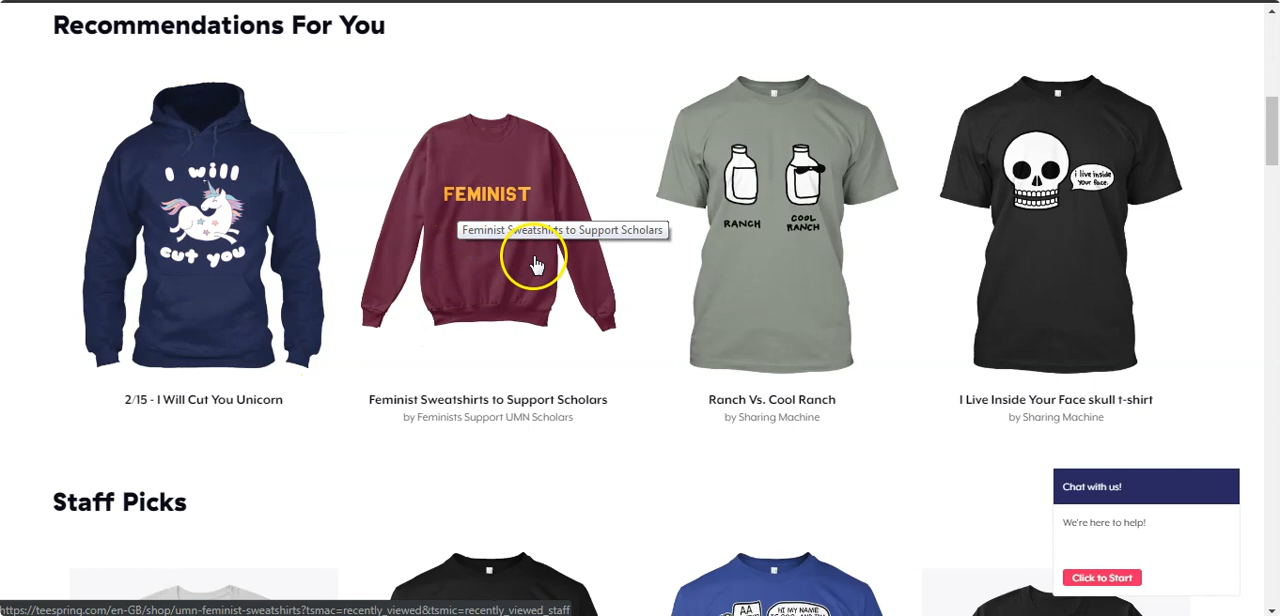 Recommendations For You
I will
cut you
FEMINIST
Feminist Sweatshirts to Support Scholars
RANCH
COOL
RANCH
i live inside
your face.
2/15 - I Will Cut You Unicorn
Feminist Sweatshirts to Support Scholars
by Feminists Support UMN Scholars
Ranch Vs. Cool Ranch
by Sharing Machine
I Live Inside Your Face skull t-shirt
by Sharing Machine
Staff Picks
Chat with us!
We're here to help!
Click to Start
AA
HI MY NAME
https://teespring.com/en-GB/shop/umn-feminist-sweatshirts?tsmac=recently_viewed&tsmic=recently_viewed_staff